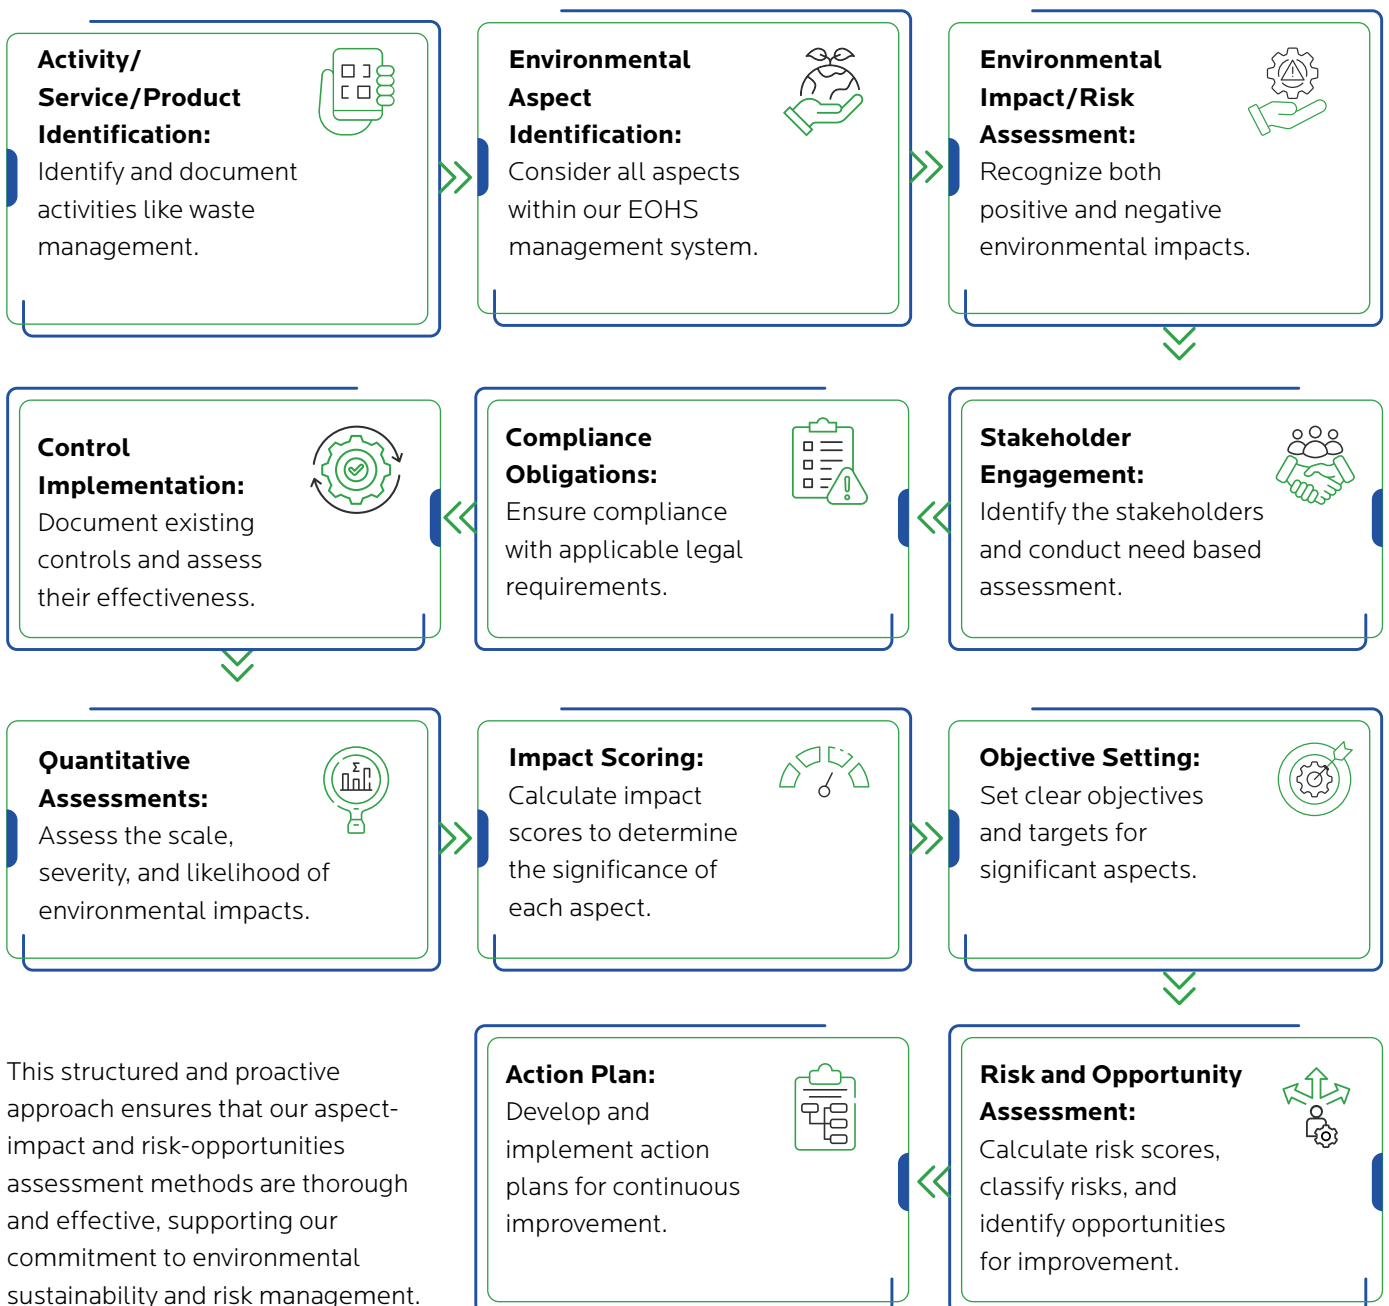 Activity/
Service/Product
Identification:
Identify and document
activities like waste
management.
Environmental
Aspect
Identification:
Consider all aspects
within our EOHS
management system.
Environmental
Impact/Risk
Assessment:
Recognize both
positive and negative
environmental impacts.
Stakeholder
Engagement:
Identify the stakeholders
and conduct need based
assessment.
Compliance
Obligations:
Ensure compliance
with applicable legal
requirements.
Control
Implementation:
Document existing
controls and assess
their effectiveness.
Quantitative
Assessments:
Assess the scale,
severity, and likelihood of
environmental impacts.
Impact Scoring:
Calculate impact
scores to determine
the significance of
each aspect.
Objective Setting:
Set clear objectives
and targets for
significant aspects.
Risk and Opportunity
Assessment:
Calculate risk scores,
classify risks, and
identify opportunities
for improvement.
Action Plan:
Develop and
implement action
plans for continuous
improvement.
This structured and proactive
approach ensures that our aspect-
impact and risk-opportunities
assessment methods are thorough
and effective, supporting our
commitment to environmental
sustainability and risk management.